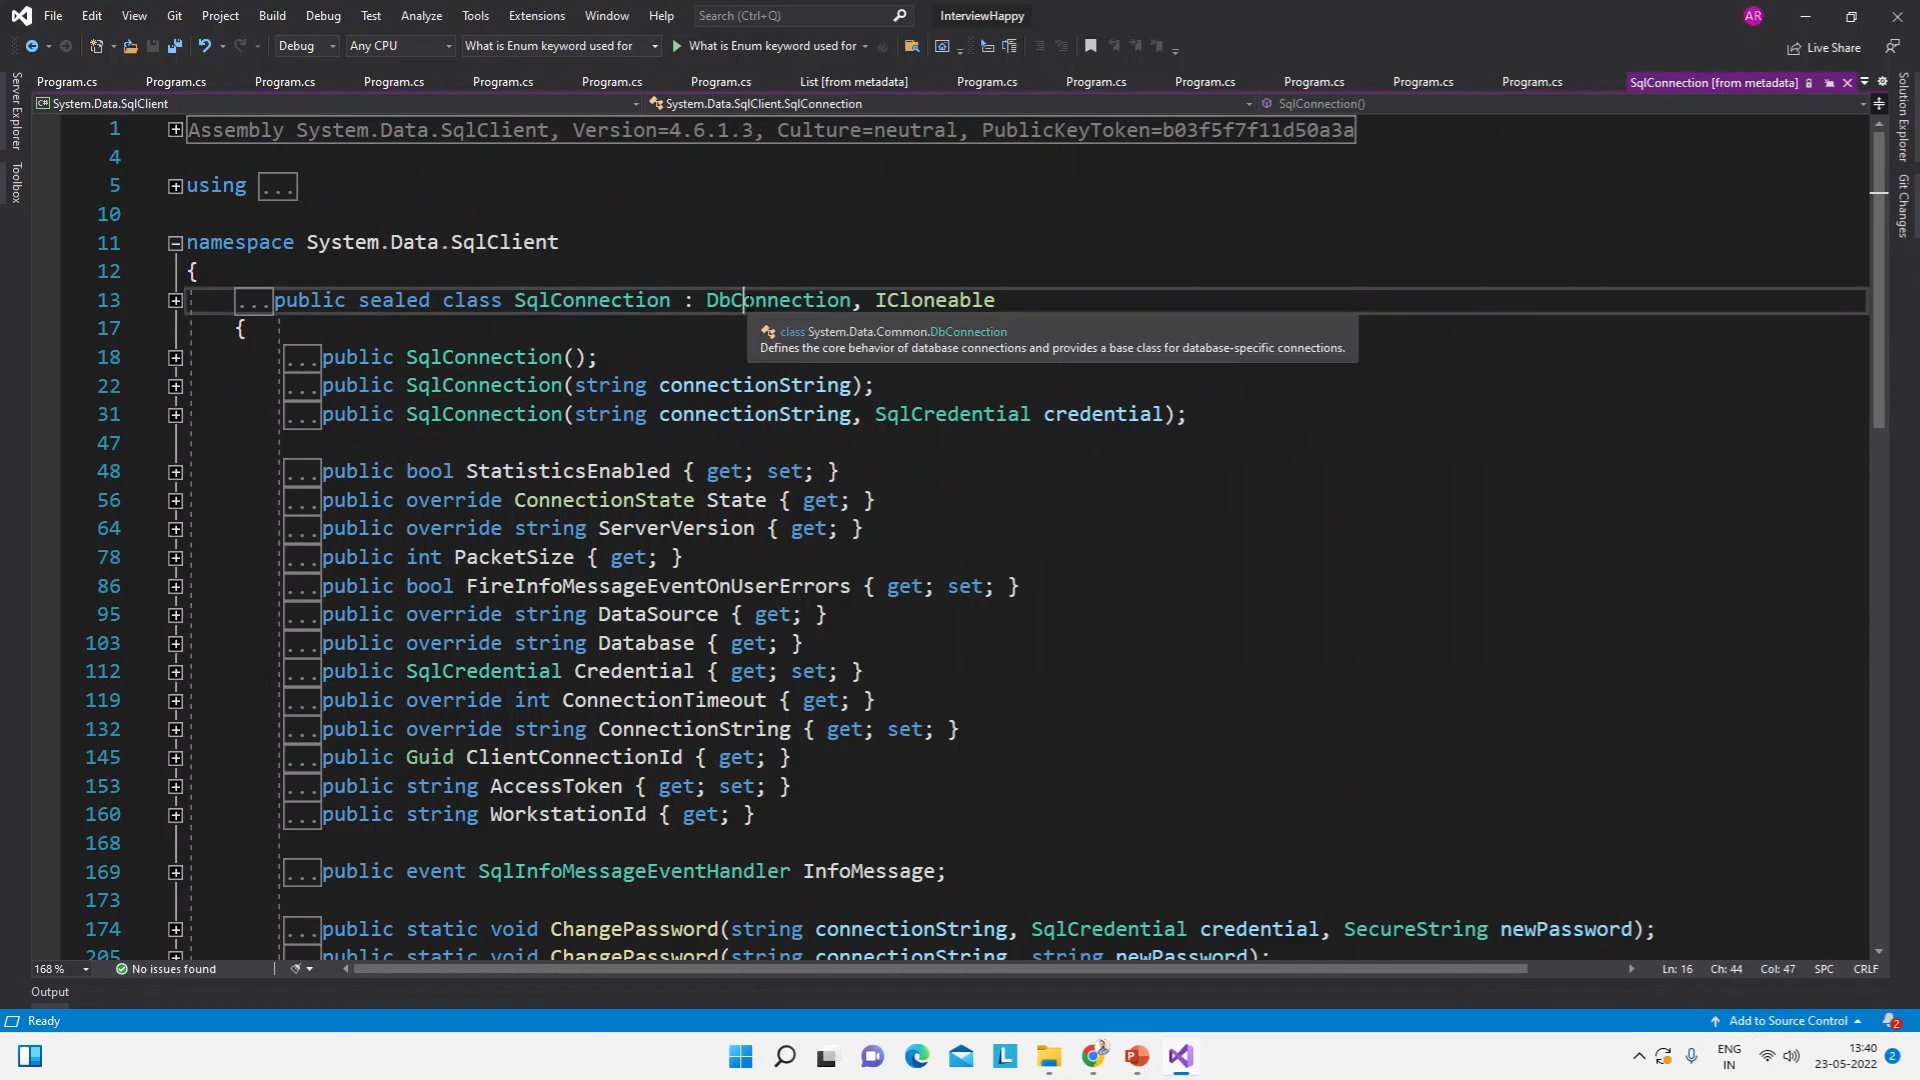 File Edit View Git Project Build Debug Test Analyze Tools Extensions Window Help Search (Ctrl+Q) InterviewHappy AR
Debug Any CPU What is Enum keyword used for What is Enum keyword used for Live Share
Program.cs Program.cs Program.cs Program.cs Program.cs Program.cs Program.cs List [from metadata] Program.cs Program.cs Program.cs Program.cs Program.cs Program.cs SqlConnection [from metadata]
System.Data.SqlClient System.Data.SqlClient.SqlConnection SqlConnection()
Server Explorer
Toolbox
Solution Explorer
Git Changes
1 Assembly System.Data.SqlClient, Version=4.6.1.3, Culture=neutral, PublicKeyToken=b03f5f7f11d50a3a
4
5 using ...
10
11 namespace System.Data.SqlClient
12 {
13 ...public sealed class SqlConnection : DbConnection, ICloneable
17 {
class System.Data.Common.DbConnection
Defines the core behavior of database connections and provides a base class for database-specific connections.
18 ...public SqlConnection();
22 ...public SqlConnection(string connectionString);
31 ...public SqlConnection(string connectionString, SqlCredential credential);
47
48 ...public bool StatisticsEnabled { get; set; }
56 ...public override ConnectionState State { get; }
64 ...public override string ServerVersion { get; }
78 ...public int PacketSize { get; }
86 ...public bool FireInfoMessageEventOnUserErrors { get; set; }
95 ...public override string DataSource { get; }
103 ...public override string Database { get; }
112 ...public SqlCredential Credential { get; set; }
119 ...public override int ConnectionTimeout { get; }
132 ...public override string ConnectionString { get; set; }
145 ...public Guid ClientConnectionId { get; }
153 ...public string AccessToken { get; set; }
160 ...public string WorkstationId { get; }
168
169 ...public event SqlInfoMessageEventHandler InfoMessage;
173
174 ...public static void ChangePassword(string connectionString, SqlCredential credential, SecureString newPassword);
205 ...public static void ChangePassword(string connectionString, string newPassword);
168 % No issues found Ln: 16 Ch: 44 Col: 47 SPC CRLF
Output
Ready Add to Source Control 2
L P ENG IN 13:40 23-05-2022 2